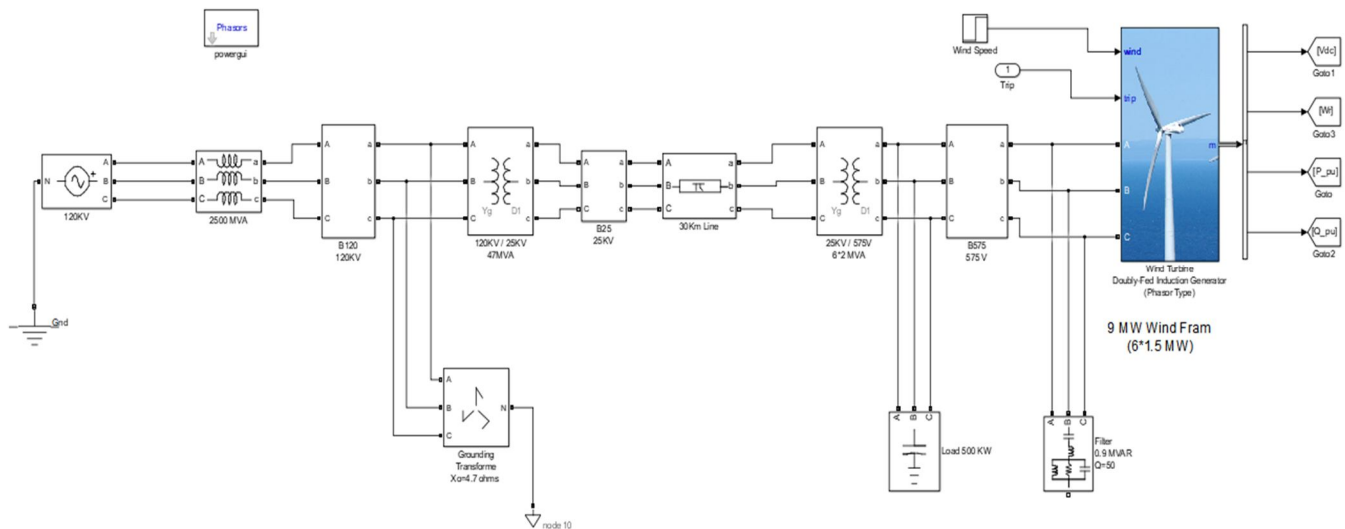 Phasors
powergui
Wind Speed
1
Trip
wind
trip
A
B
C
m
[Vdc]
Goto1
[Wr]
Goto3
[P_pu]
Goto
[Q_pu]
Goto2
Wind Turbine
Doubly-Fed Induction Generator
(Phasor Type)
9 MW Wind Fram
(6*1.5 MW)
N
A
B
C
120KV
A a
B b
C c
2500 MVA
A a
B b
C c
B120
120KV
A a
B b
C c
Yg D1
120KV / 25KV
47MVA
A a
B b
C c
B25
25KV
A a
B b
C c
30Km Line
A a
B b
C c
Yg D1
25KV / 575V
6*2 MVA
A a
B b
C c
B575
575 V
Gnd
A
B
C
N
Grounding
Transforme
Xo=4.7 ohms
node 10
A B C
Load 500 KW
A B C
Filter
0.9 MVAR
Q=50